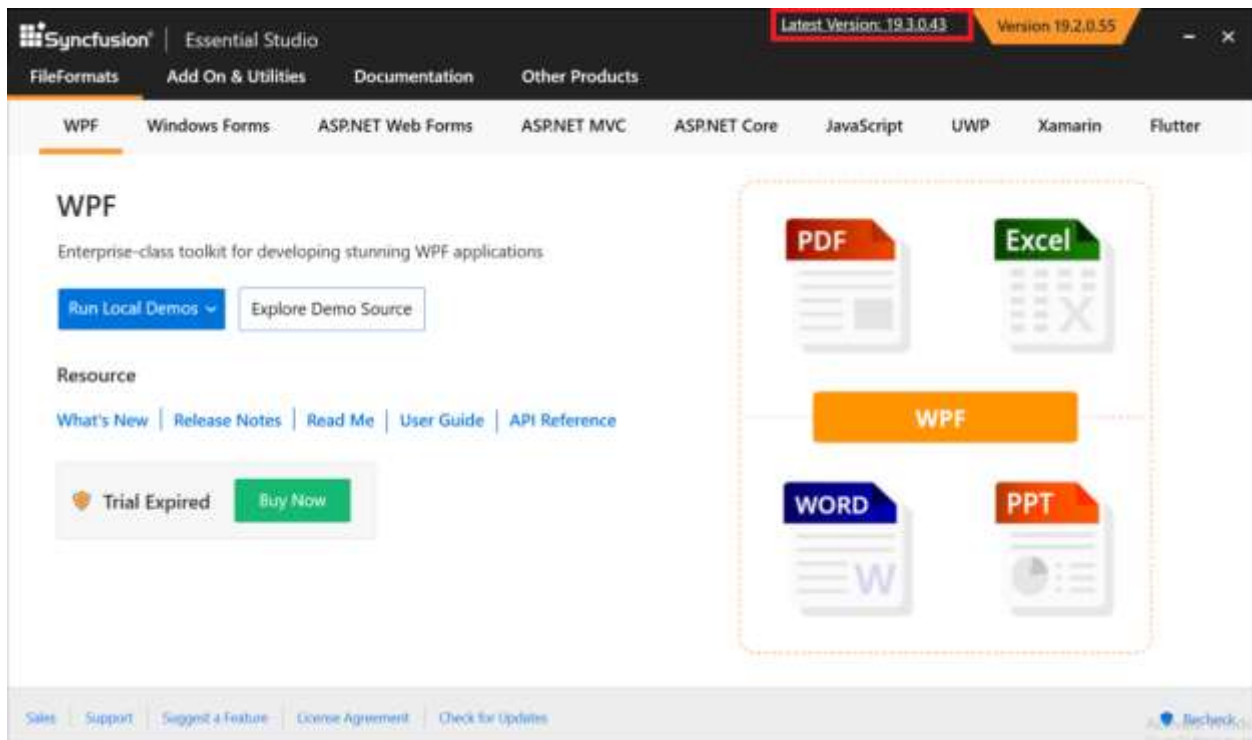 Syncfusion | Essential Studio
Latest Version: 19.3.0.43
Version 19.2.0.55
FileFormats Add On & Utilities Documentation Other Products
WPF Windows Forms ASP.NET Web Forms ASP.NET MVC ASP.NET Core JavaScript UWP Xamarin Flutter
WPF
Enterprise-class toolkit for developing stunning WPF applications
Run Local Demos Explore Demo Source
Resource
What's New | Release Notes | Read Me | User Guide | API Reference
Trial Expired Buy Now
PDF Excel
X
WPF
WORD PPT
W
Sales | Support | Suggest a Feature | License Agreement | Check for Updates
Recheck